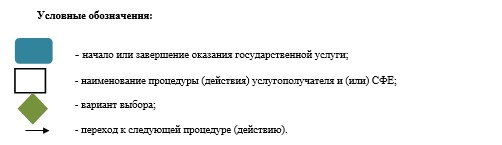 Условные обозначения:
- начало или завершение оказания государственной услуги;
- наименование процедуры (действия) услугополучателя и (или) СФЕ;
- вариант выбора;
- переход к следующей процедуре (действию).